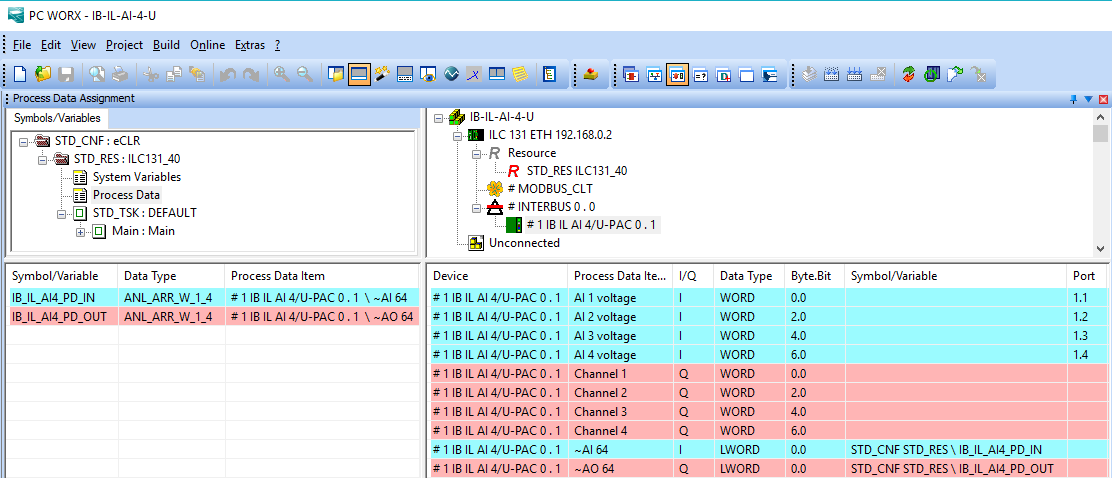 PC WORX - IB-IL-AI-4-U
File Edit View Project Build Online Extras ?
Process Data Assignment
Symbols/Variables
STD_CNF : eCLR
STD_RES : ILC131_40
System Variables
Process Data
STD_TSK : DEFAULT
Main : Main
IB-IL-AI-4-U
ILC 131 ETH 192.168.0.2
Resource
STD_RES ILC131_40
# MODBUS_CLT
# INTERBUS 0 . 0
# 1 IB IL AI 4/U-PAC 0 . 1
Unconnected
Symbol/Variable Data Type Process Data Item
IB_IL_AI4_PD_IN ANL_ARR_W_1_4 # 1 IB IL AI 4/U-PAC 0 . 1 \ ~AI 64
IB_IL_AI4_PD_OUT ANL_ARR_W_1_4 # 1 IB IL AI 4/U-PAC 0 . 1 \ ~AO 64
Device Process Data Ite... I/Q Data Type Byte.Bit Symbol/Variable Port
# 1 IB IL AI 4/U-PAC 0 . 1 AI 1 voltage I WORD 0.0 1.1
# 1 IB IL AI 4/U-PAC 0 . 1 AI 2 voltage I WORD 2.0 1.2
# 1 IB IL AI 4/U-PAC 0 . 1 AI 3 voltage I WORD 4.0 1.3
# 1 IB IL AI 4/U-PAC 0 . 1 AI 4 voltage I WORD 6.0 1.4
# 1 IB IL AI 4/U-PAC 0 . 1 Channel 1 Q WORD 0.0
# 1 IB IL AI 4/U-PAC 0 . 1 Channel 2 Q WORD 2.0
# 1 IB IL AI 4/U-PAC 0 . 1 Channel 3 Q WORD 4.0
# 1 IB IL AI 4/U-PAC 0 . 1 Channel 4 Q WORD 6.0
# 1 IB IL AI 4/U-PAC 0 . 1 ~AI 64 I LWORD 0.0 STD_CNF STD_RES \ IB_IL_AI4_PD_IN
# 1 IB IL AI 4/U-PAC 0 . 1 ~AO 64 Q LWORD 0.0 STD_CNF STD_RES \ IB_IL_AI4_PD_OUT